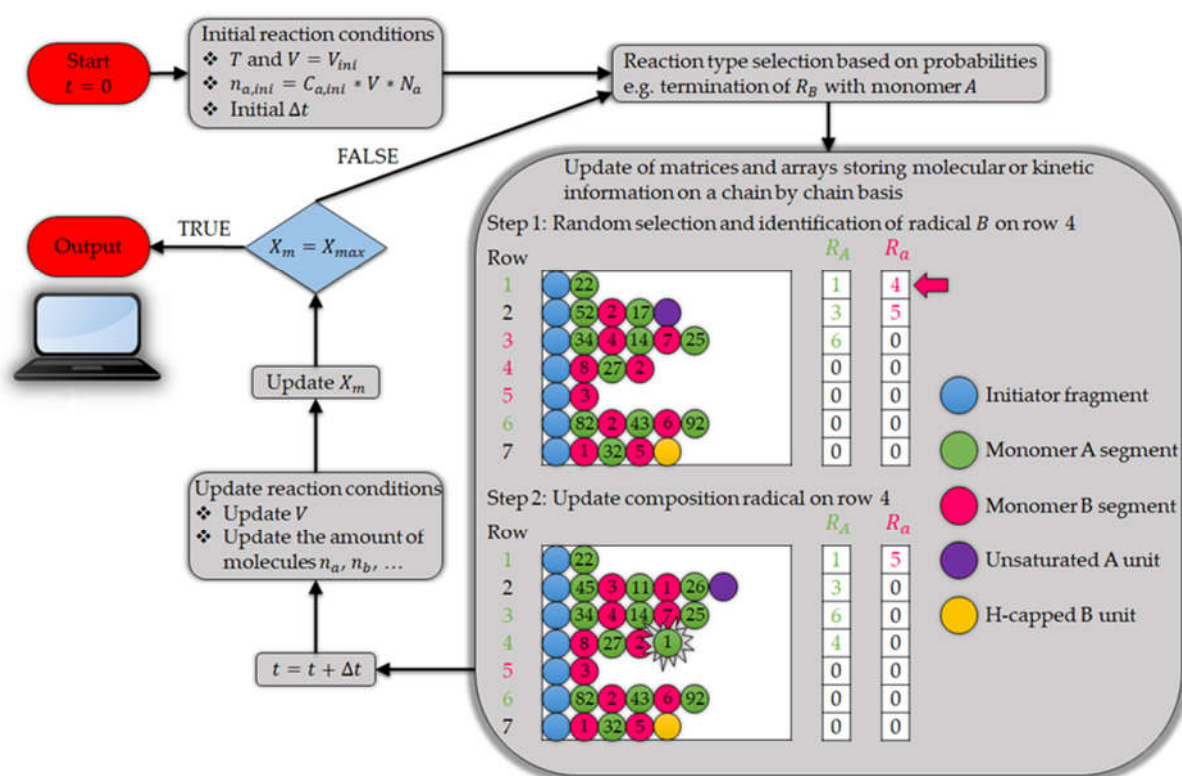 Start
t = 0
Initial reaction conditions
❖ T and V = V_ini
❖ n_a,ini = C_a,ini * V * N_a
❖ Initial Δt
Reaction type selection based on probabilities
e.g. termination of R_B with monomer A
FALSE
TRUE
Output
X_m = X_max
Update X_m
Update reaction conditions
❖ Update V
❖ Update the amount of
molecules n_a, n_b, …
t = t + Δt
Update of matrices and arrays storing molecular or kinetic
information on a chain by chain basis
Step 1: Random selection and identification of radical B on row 4
Row R_A R_a
1 22 1 4
2 52 2 17 3 5
3 34 4 14 7 25 6 0
4 8 27 2 0 0
5 3 0 0
6 82 2 43 6 92 0 0
7 1 32 5 0 0
Step 2: Update composition radical on row 4
Row R_A R_a
1 22 1 5
2 45 3 11 1 26 3 0
3 34 4 14 7 25 6 0
4 8 27 2 1 4 0
5 3 0 0
6 82 2 43 6 92 0 0
7 1 32 5 0 0
Initiator fragment
Monomer A segment
Monomer B segment
Unsaturated A unit
H-capped B unit